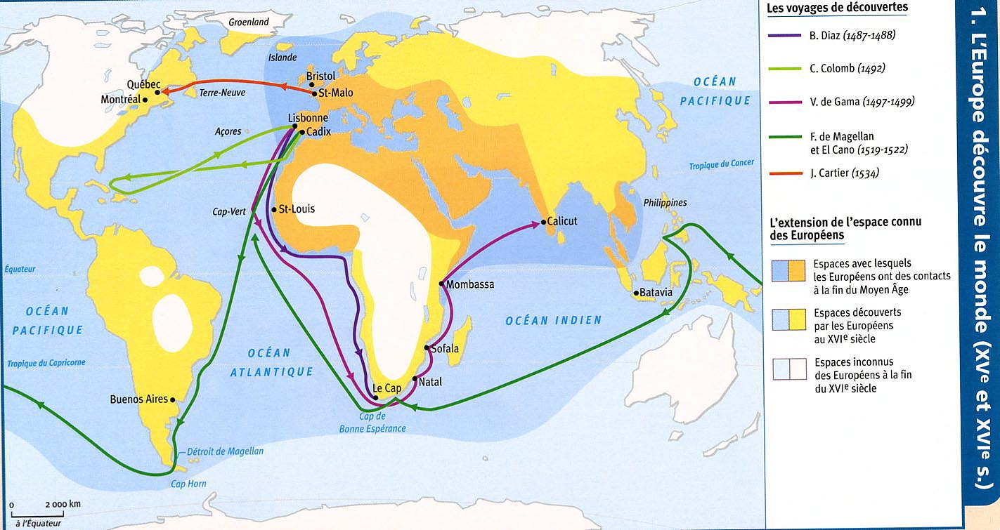 1. L'Europe découvre le monde (XVe et XVIe s.)
Groenland
Islande
Bristol
St-Malo
Québec
Montréal
Terre-Neuve
Lisbonne
Cadix
Açores
OCÉAN
PACIFIQUE
Tropique du Cancer
Cap-Vert
St-Louis
Philippines
Calicut
Équateur
Mombassa
Batavia
OCÉAN
PACIFIQUE
OCÉAN INDIEN
OCÉAN
ATLANTIQUE
Sofala
Tropique du Capricorne
Natal
Le Cap
Buenos Aires
Cap de
Bonne Espérance
Détroit de Magellan
Cap Horn
0 2 000 km
à l'Équateur
Les voyages de découvertes
B. Diaz (1487-1488)
C. Colomb (1492)
V. de Gama (1497-1499)
F. de Magellan
et El Cano (1519-1522)
J. Cartier (1534)
L'extension de l'espace connu
des Européens
Espaces avec lesquels
les Européens ont des contacts
à la fin du Moyen Âge
Espaces découverts
par les Européens
au XVIe siècle
Espaces inconnus
des Européens à la fin
du XVIe siècle